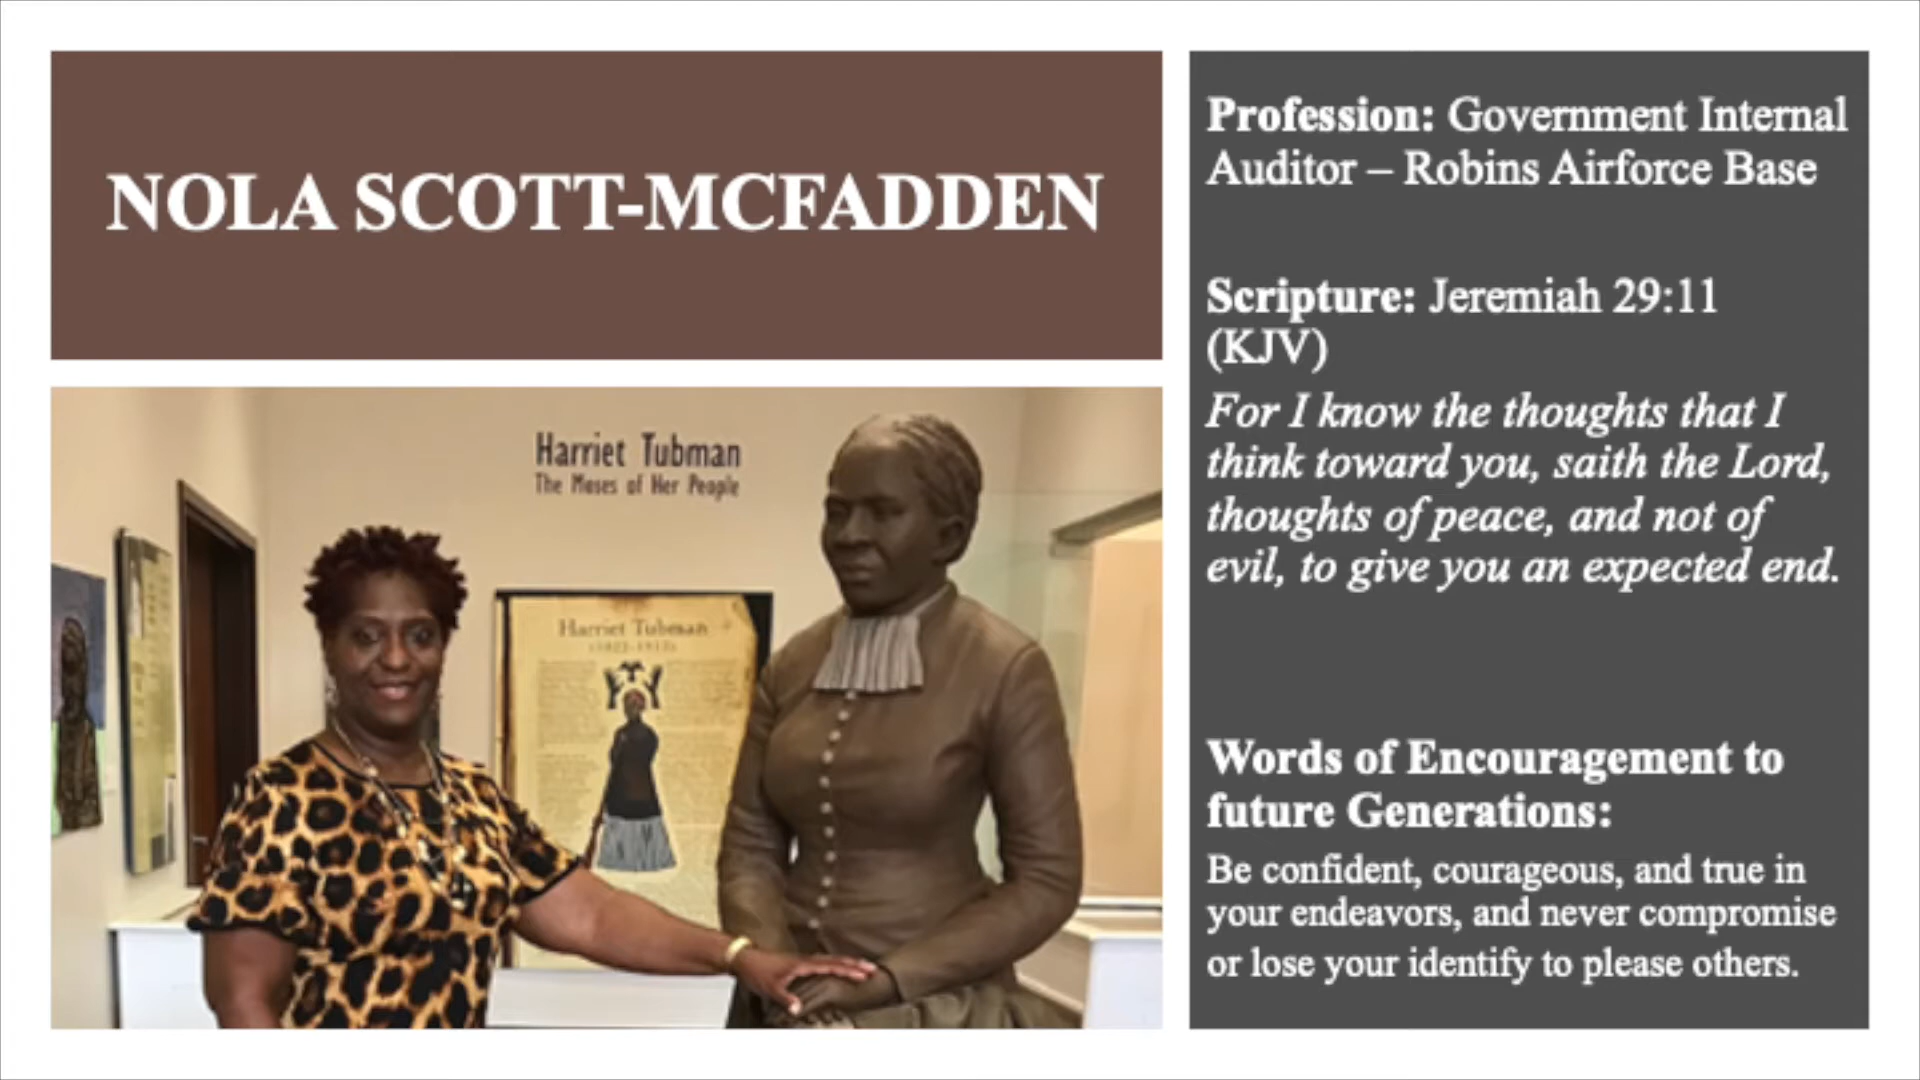 NOLA SCOTT-MCFADDEN
Harriet Tubman
The Moses of Her People
Harriet Tubman
Profession: Government Internal
Auditor – Robins Airforce Base
Scripture: Jeremiah 29:11
(KJV)
For I know the thoughts that I
think toward you, saith the Lord,
thoughts of peace, and not of
evil, to give you an expected end.
Words of Encouragement to
future Generations:
Be confident, courageous, and true in
your endeavors, and never compromise
or lose your identify to please others.